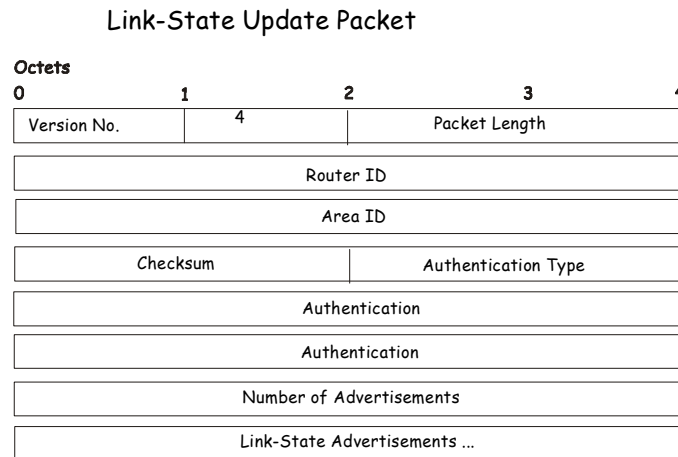 Link-State Update Packet
Octets
0 1 2 3 4
Version No. 4 Packet Length
Router ID
Area ID
Checksum Authentication Type
Authentication
Authentication
Number of Advertisements
Link-State Advertisements ...